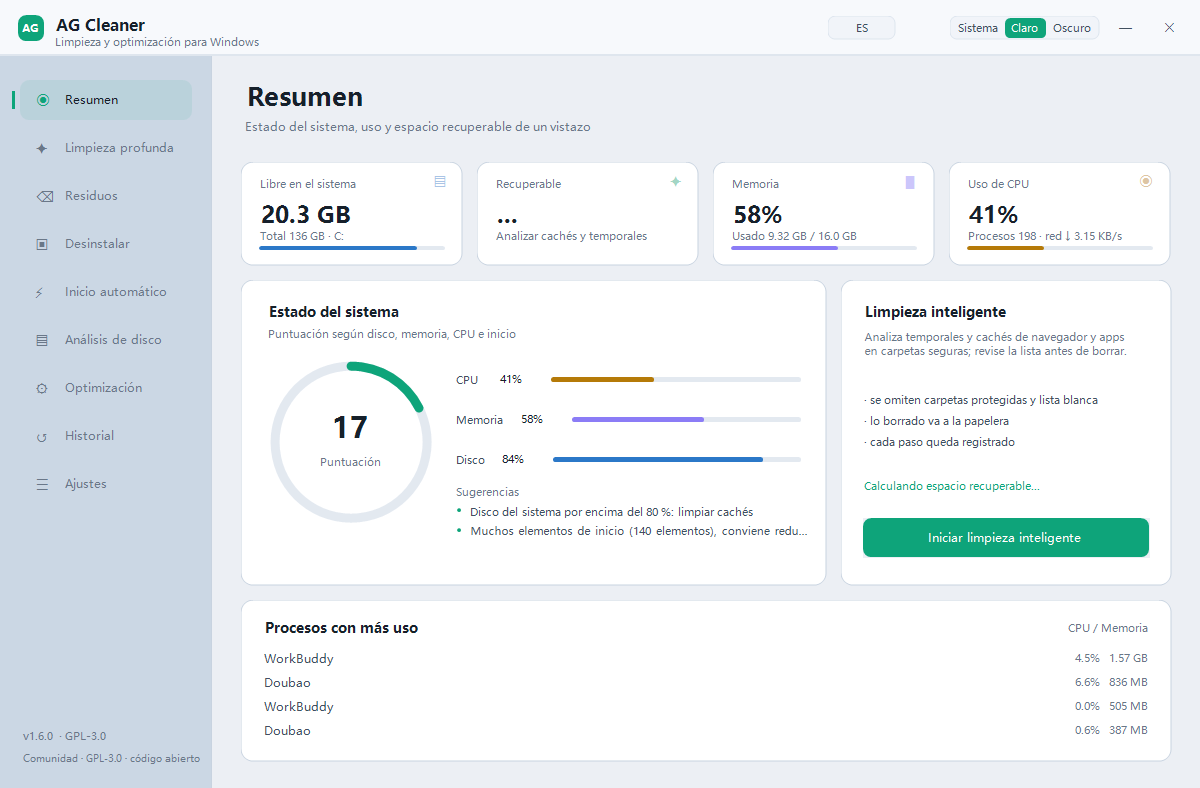 AG
AG Cleaner
Limpieza y optimización para Windows
ES
Sistema
Claro
Oscuro
Resumen
Limpieza profunda
Residuos
Desinstalar
Inicio automático
Análisis de disco
Optimización
Historial
Ajustes
v1.6.0 · GPL-3.0
Comunidad · GPL-3.0 · código abierto
Resumen
Estado del sistema, uso y espacio recuperable de un vistazo
Libre en el sistema
20.3 GB
Total 136 GB · C:
Recuperable
...
Analizar cachés y temporales
Memoria
58%
Usado 9.32 GB / 16.0 GB
Uso de CPU
41%
Procesos 198 · red ↓ 3.15 KB/s
Estado del sistema
Puntuación según disco, memoria, CPU e inicio
17
Puntuación
CPU 41%
Memoria 58%
Disco 84%
Sugerencias
• Disco del sistema por encima del 80 %: limpiar cachés
• Muchos elementos de inicio (140 elementos), conviene redu...
Limpieza inteligente
Analiza temporales y cachés de navegador y apps
en carpetas seguras; revise la lista antes de borrar.
· se omiten carpetas protegidas y lista blanca
· lo borrado va a la papelera
· cada paso queda registrado
Calculando espacio recuperable...
Iniciar limpieza inteligente
Procesos con más uso
CPU / Memoria
WorkBuddy 4.5% 1.57 GB
Doubao 6.6% 836 MB
WorkBuddy 0.0% 505 MB
Doubao 0.6% 387 MB